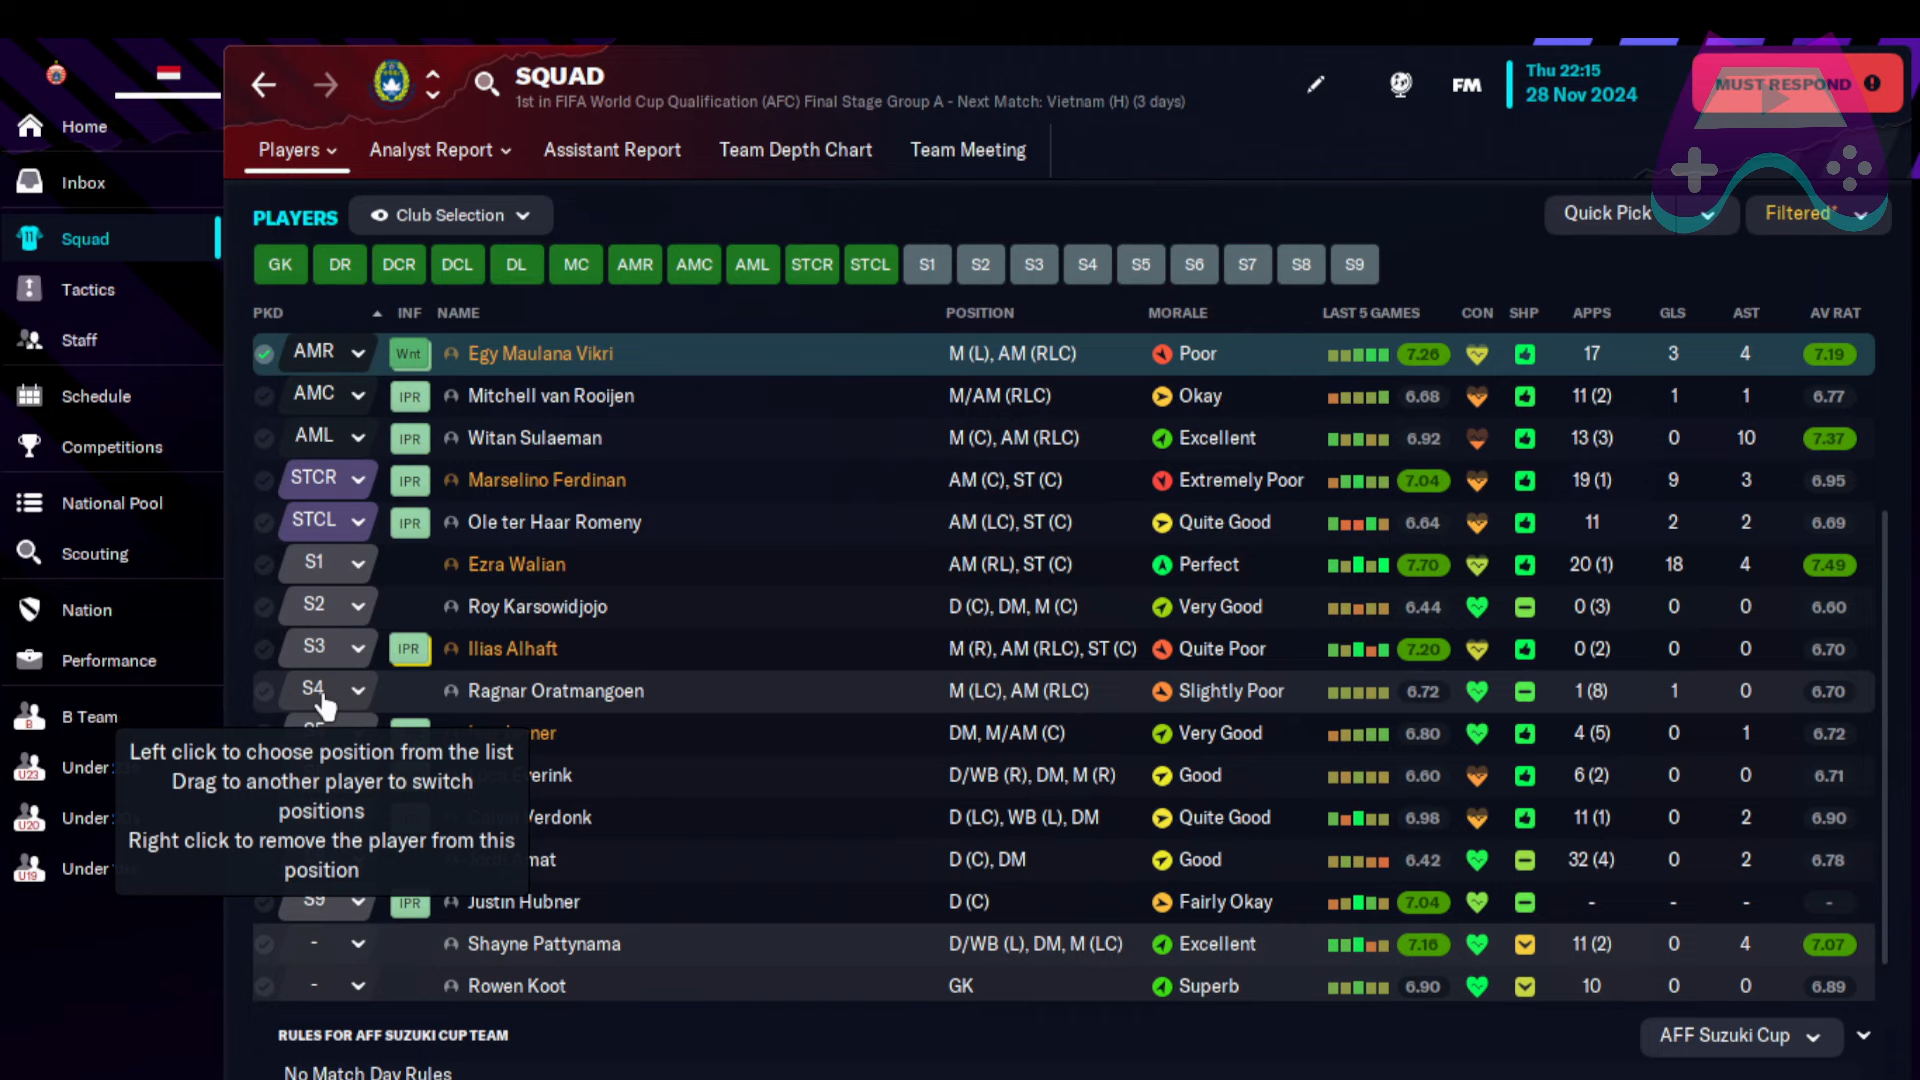 SQUAD
1st in FIFA World Cup Qualification (AFC) Final Stage Group A - Next Match: Vietnam (H) (3 days)
FM
Thu 22:15
28 Nov 2024
MUST RESPOND
Home
Inbox
Squad
Tactics
Staff
Schedule
Competitions
National Pool
Scouting
Nation
Performance
B Team
Under
Under
Under
Players
Analyst Report
Assistant Report
Team Depth Chart
Team Meeting
PLAYERS
Club Selection
Quick Pick
Filtered*
GK DR DCR DCL DL MC AMR AMC AML STCR STCL S1 S2 S3 S4 S5 S6 S7 S8 S9
PKD INF NAME POSITION MORALE LAST 5 GAMES CON SHP APPS GLS AST AV RAT
AMR Wnt Egy Maulana Vikri M (L), AM (RLC) Poor 7.26 17 3 4 7.19
AMC IPR Mitchell van Rooijen M/AM (RLC) Okay 6.68 11 (2) 1 1 6.77
AML IPR Witan Sulaeman M (C), AM (RLC) Excellent 6.92 13 (3) 0 10 7.37
STCR IPR Marselino Ferdinan AM (C), ST (C) Extremely Poor 7.04 19 (1) 9 3 6.95
STCL IPR Ole ter Haar Romeny AM (LC), ST (C) Quite Good 6.64 11 2 2 6.69
S1 Ezra Walian AM (RL), ST (C) Perfect 7.70 20 (1) 18 4 7.49
S2 Roy Karsowidjojo D (C), DM, M (C) Very Good 6.44 0 (3) 0 0 6.60
S3 IPR Ilias Alhaft M (R), AM (RLC), ST (C) Quite Poor 7.20 0 (2) 0 0 6.70
S4 Ragnar Oratmangoen M (LC), AM (RLC) Slightly Poor 6.72 1 (8) 1 0 6.70
DM, M/AM (C) Very Good 6.80 4 (5) 0 1 6.72
D/WB (R), DM, M (R) Good 6.60 6 (2) 0 0 6.71
Verdonk D (LC), WB (L), DM Quite Good 6.98 11 (1) 0 2 6.90
D (C), DM Good 6.42 32 (4) 0 2 6.78
S9 IPR Justin Hubner D (C) Fairly Okay 7.04 - - - -
- Shayne Pattynama D/WB (L), DM, M (LC) Excellent 7.16 11 (2) 0 4 7.07
- Rowen Koot GK Superb 6.90 10 0 0 6.89
Left click to choose position from the list
Drag to another player to switch
positions
Right click to remove the player from this
position
RULES FOR AFF SUZUKI CUP TEAM
AFF Suzuki Cup
No Match Day Rules